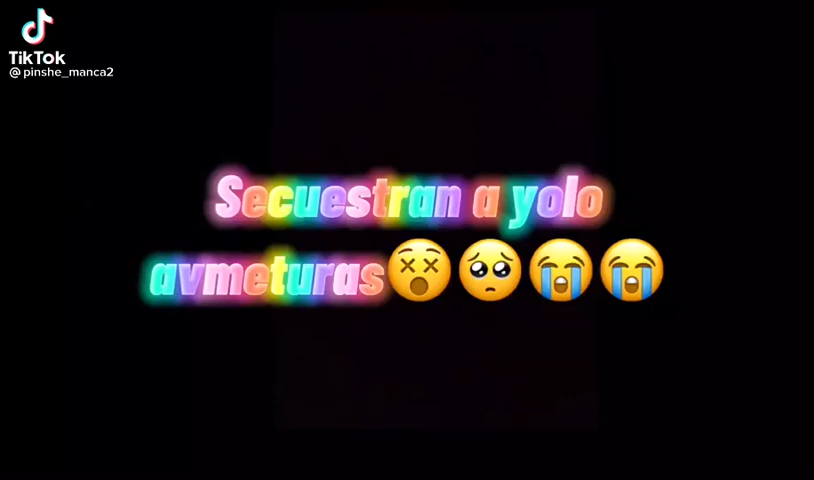 TikTok
@pinshe_manca2
Secuestran a yolo
avmeturas😵🥺😭😭